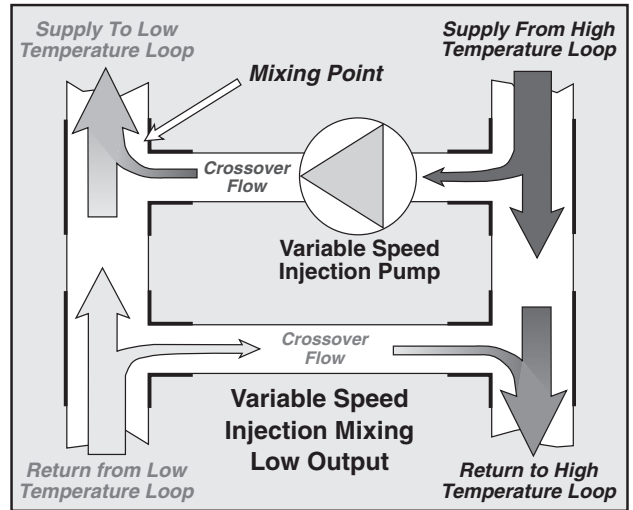 Supply To Low
Temperature Loop
Supply From High
Temperature Loop
Mixing Point
Crossover
Flow
Variable Speed
Injection Pump
Crossover
Flow
Variable Speed
Injection Mixing
Low Output
Return from Low
Temperature Loop
Return to High
Temperature Loop